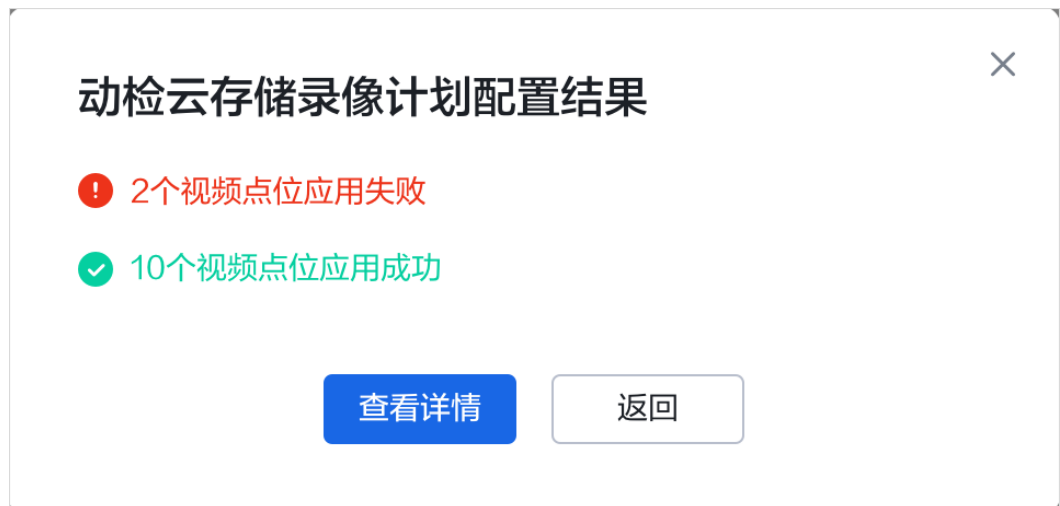 动检云存储录像计划配置结果
2个视频点位应用失败
10个视频点位应用成功
查看详情
返回